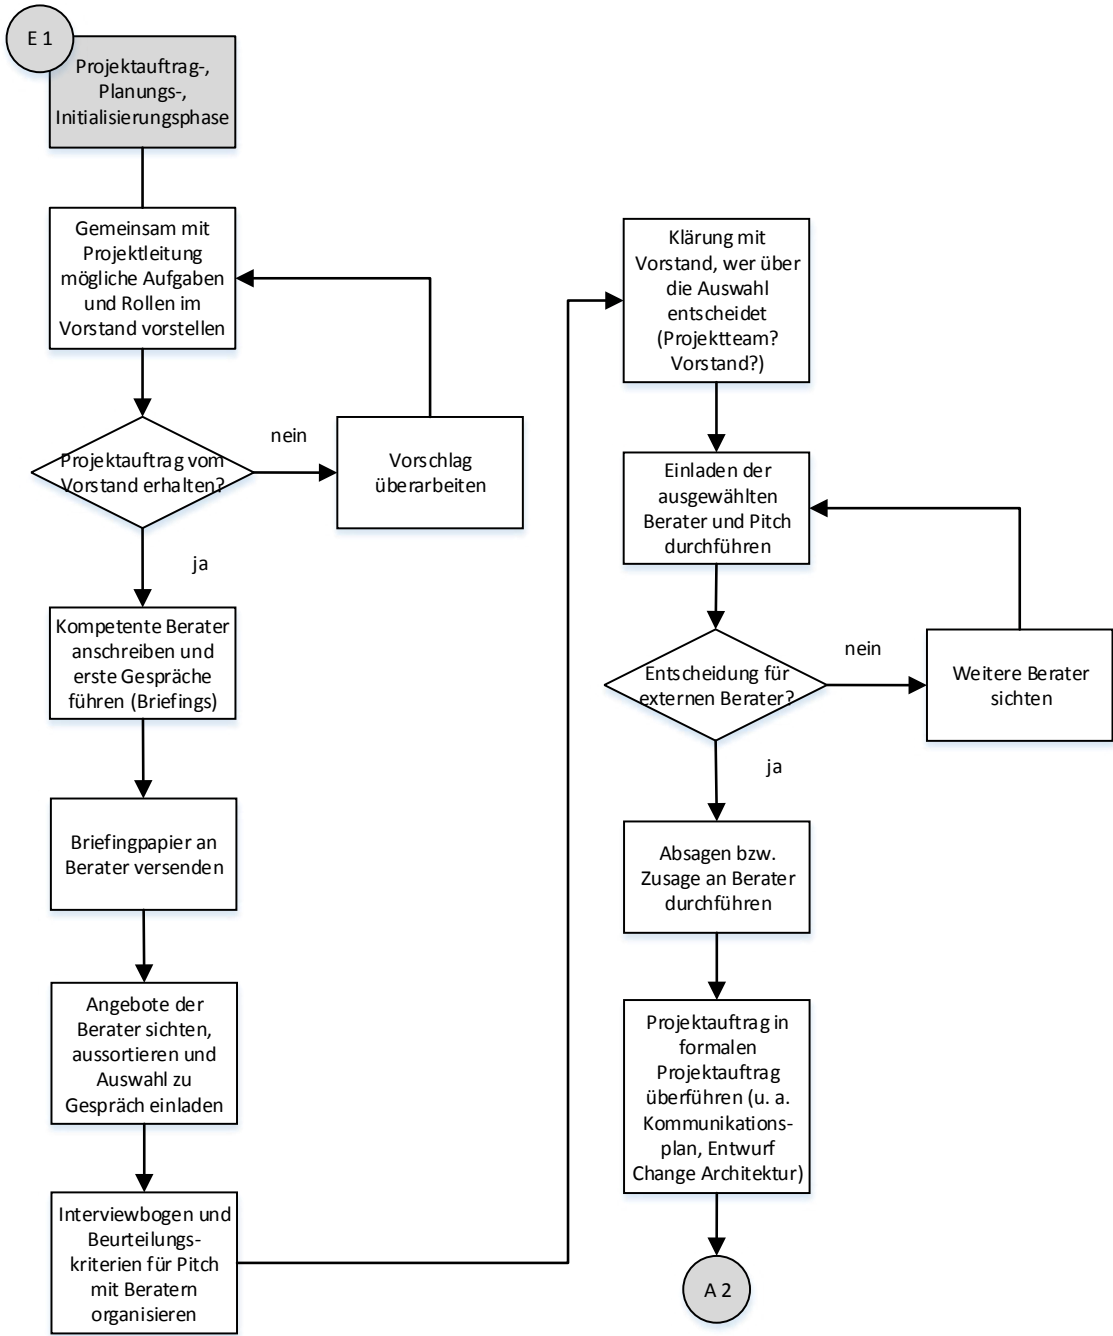 E 1
Projektauftrag-,
Planungs-,
Initialisierungsphase
Gemeinsam mit
Projektleitung
mögliche Aufgaben
und Rollen im
Vorstand vorstellen
Projektauftrag vom
Vorstand erhalten?
nein
Vorschlag
überarbeiten
ja
Kompetente Berater
anschreiben und
erste Gespräche
führen (Briefings)
Briefingpapier an
Berater versenden
Angebote der
Berater sichten,
aussortieren und
Auswahl zu
Gespräch einladen
Interviewbogen und
Beurteilungs-
kriterien für Pitch
mit Beratern
organisieren
Klärung mit
Vorstand, wer über
die Auswahl
entscheidet
(Projektteam?
Vorstand?)
Einladen der
ausgewählten
Berater und Pitch
durchführen
Entscheidung für
externen Berater?
nein
Weitere Berater
sichten
ja
Absagen bzw.
Zusage an Berater
durchführen
Projektauftrag in
formalen
Projektauftrag
überführen (u. a.
Kommunikations-
plan, Entwurf
Change Architektur)
A 2